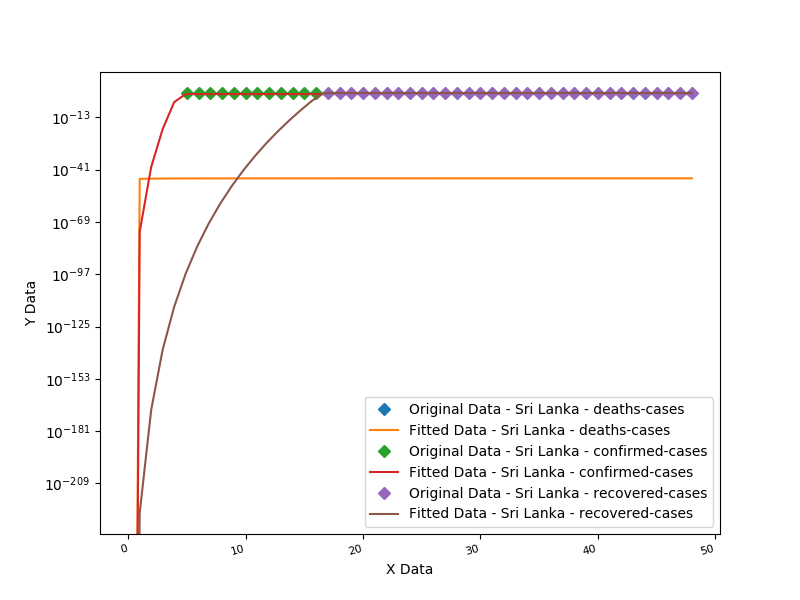 10^-13
10^-41
10^-69
10^-97
10^-125
10^-153
10^-181
10^-209
Y Data
0
10
20
30
40
50
X Data
Original Data - Sri Lanka - deaths-cases
Fitted Data - Sri Lanka - deaths-cases
Original Data - Sri Lanka - confirmed-cases
Fitted Data - Sri Lanka - confirmed-cases
Original Data - Sri Lanka - recovered-cases
Fitted Data - Sri Lanka - recovered-cases